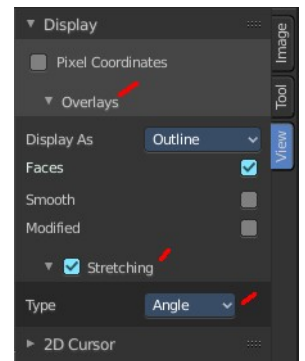 Display
Pixel Coordinates
Overlays
Display As Outline
Faces
Smooth
Modified
Stretching
Type Angle
2D Cursor
Image
Tool
View